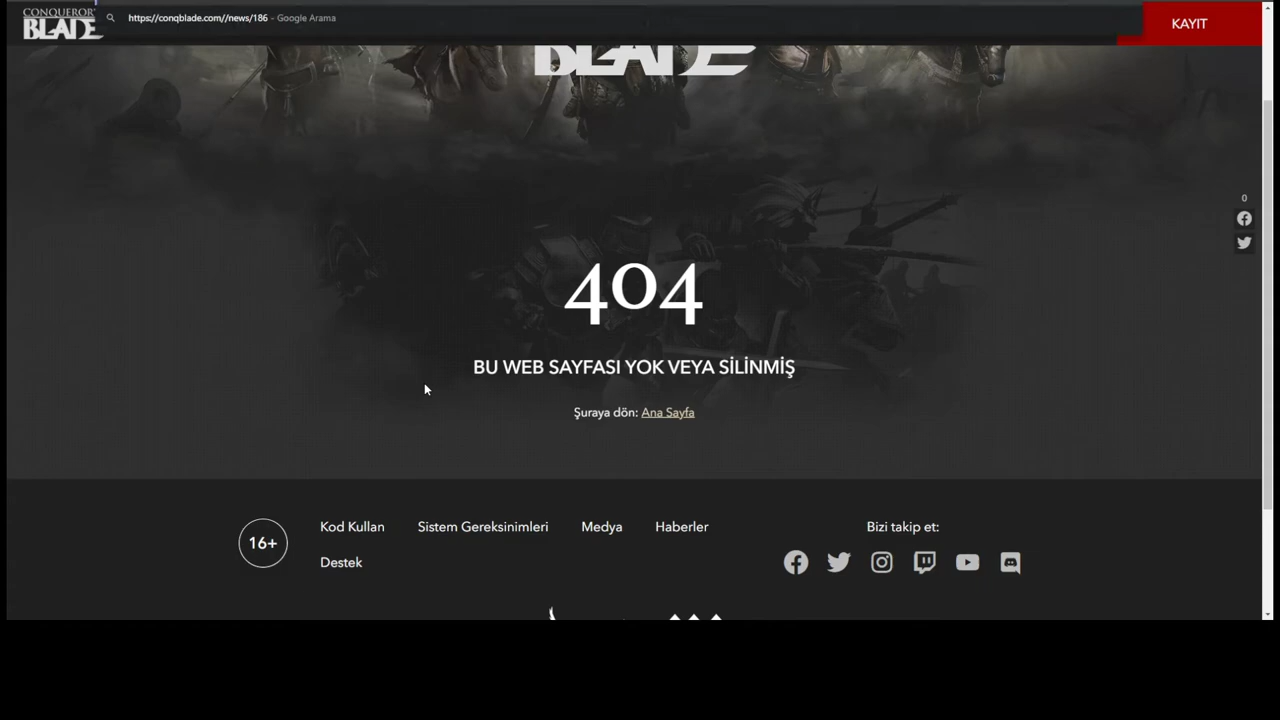 CONQUEROR'
BLADE
https://conqblade.com//news/186 - Google Arama
KAYIT
BLADE
0
404
BU WEB SAYFASI YOK VEYA SİLİNMİŞ
Şuraya dön: Ana Sayfa
16+
Kod Kullan
Sistem Gereksinimleri
Medya
Haberler
Destek
Bizi takip et: